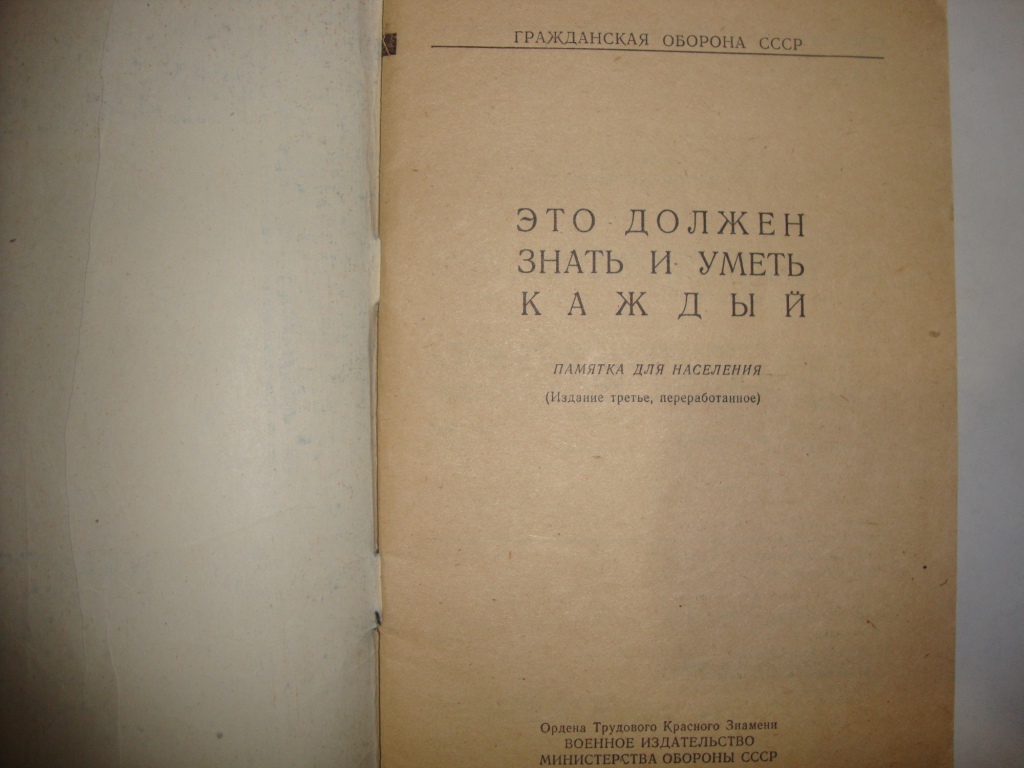 ГРАЖДАНСКАЯ ОБОРОНА СССР
ЭТО ДОЛЖЕН
ЗНАТЬ И УМЕТЬ
КАЖДЫЙ
ПАМЯТКА ДЛЯ НАСЕЛЕНИЯ
(Издание третье, переработанное)
Ордена Трудового Красного Знамени
ВОЕННОЕ ИЗДАТЕЛЬСТВО
МИНИСТЕРСТВА ОБОРОНЫ СССР